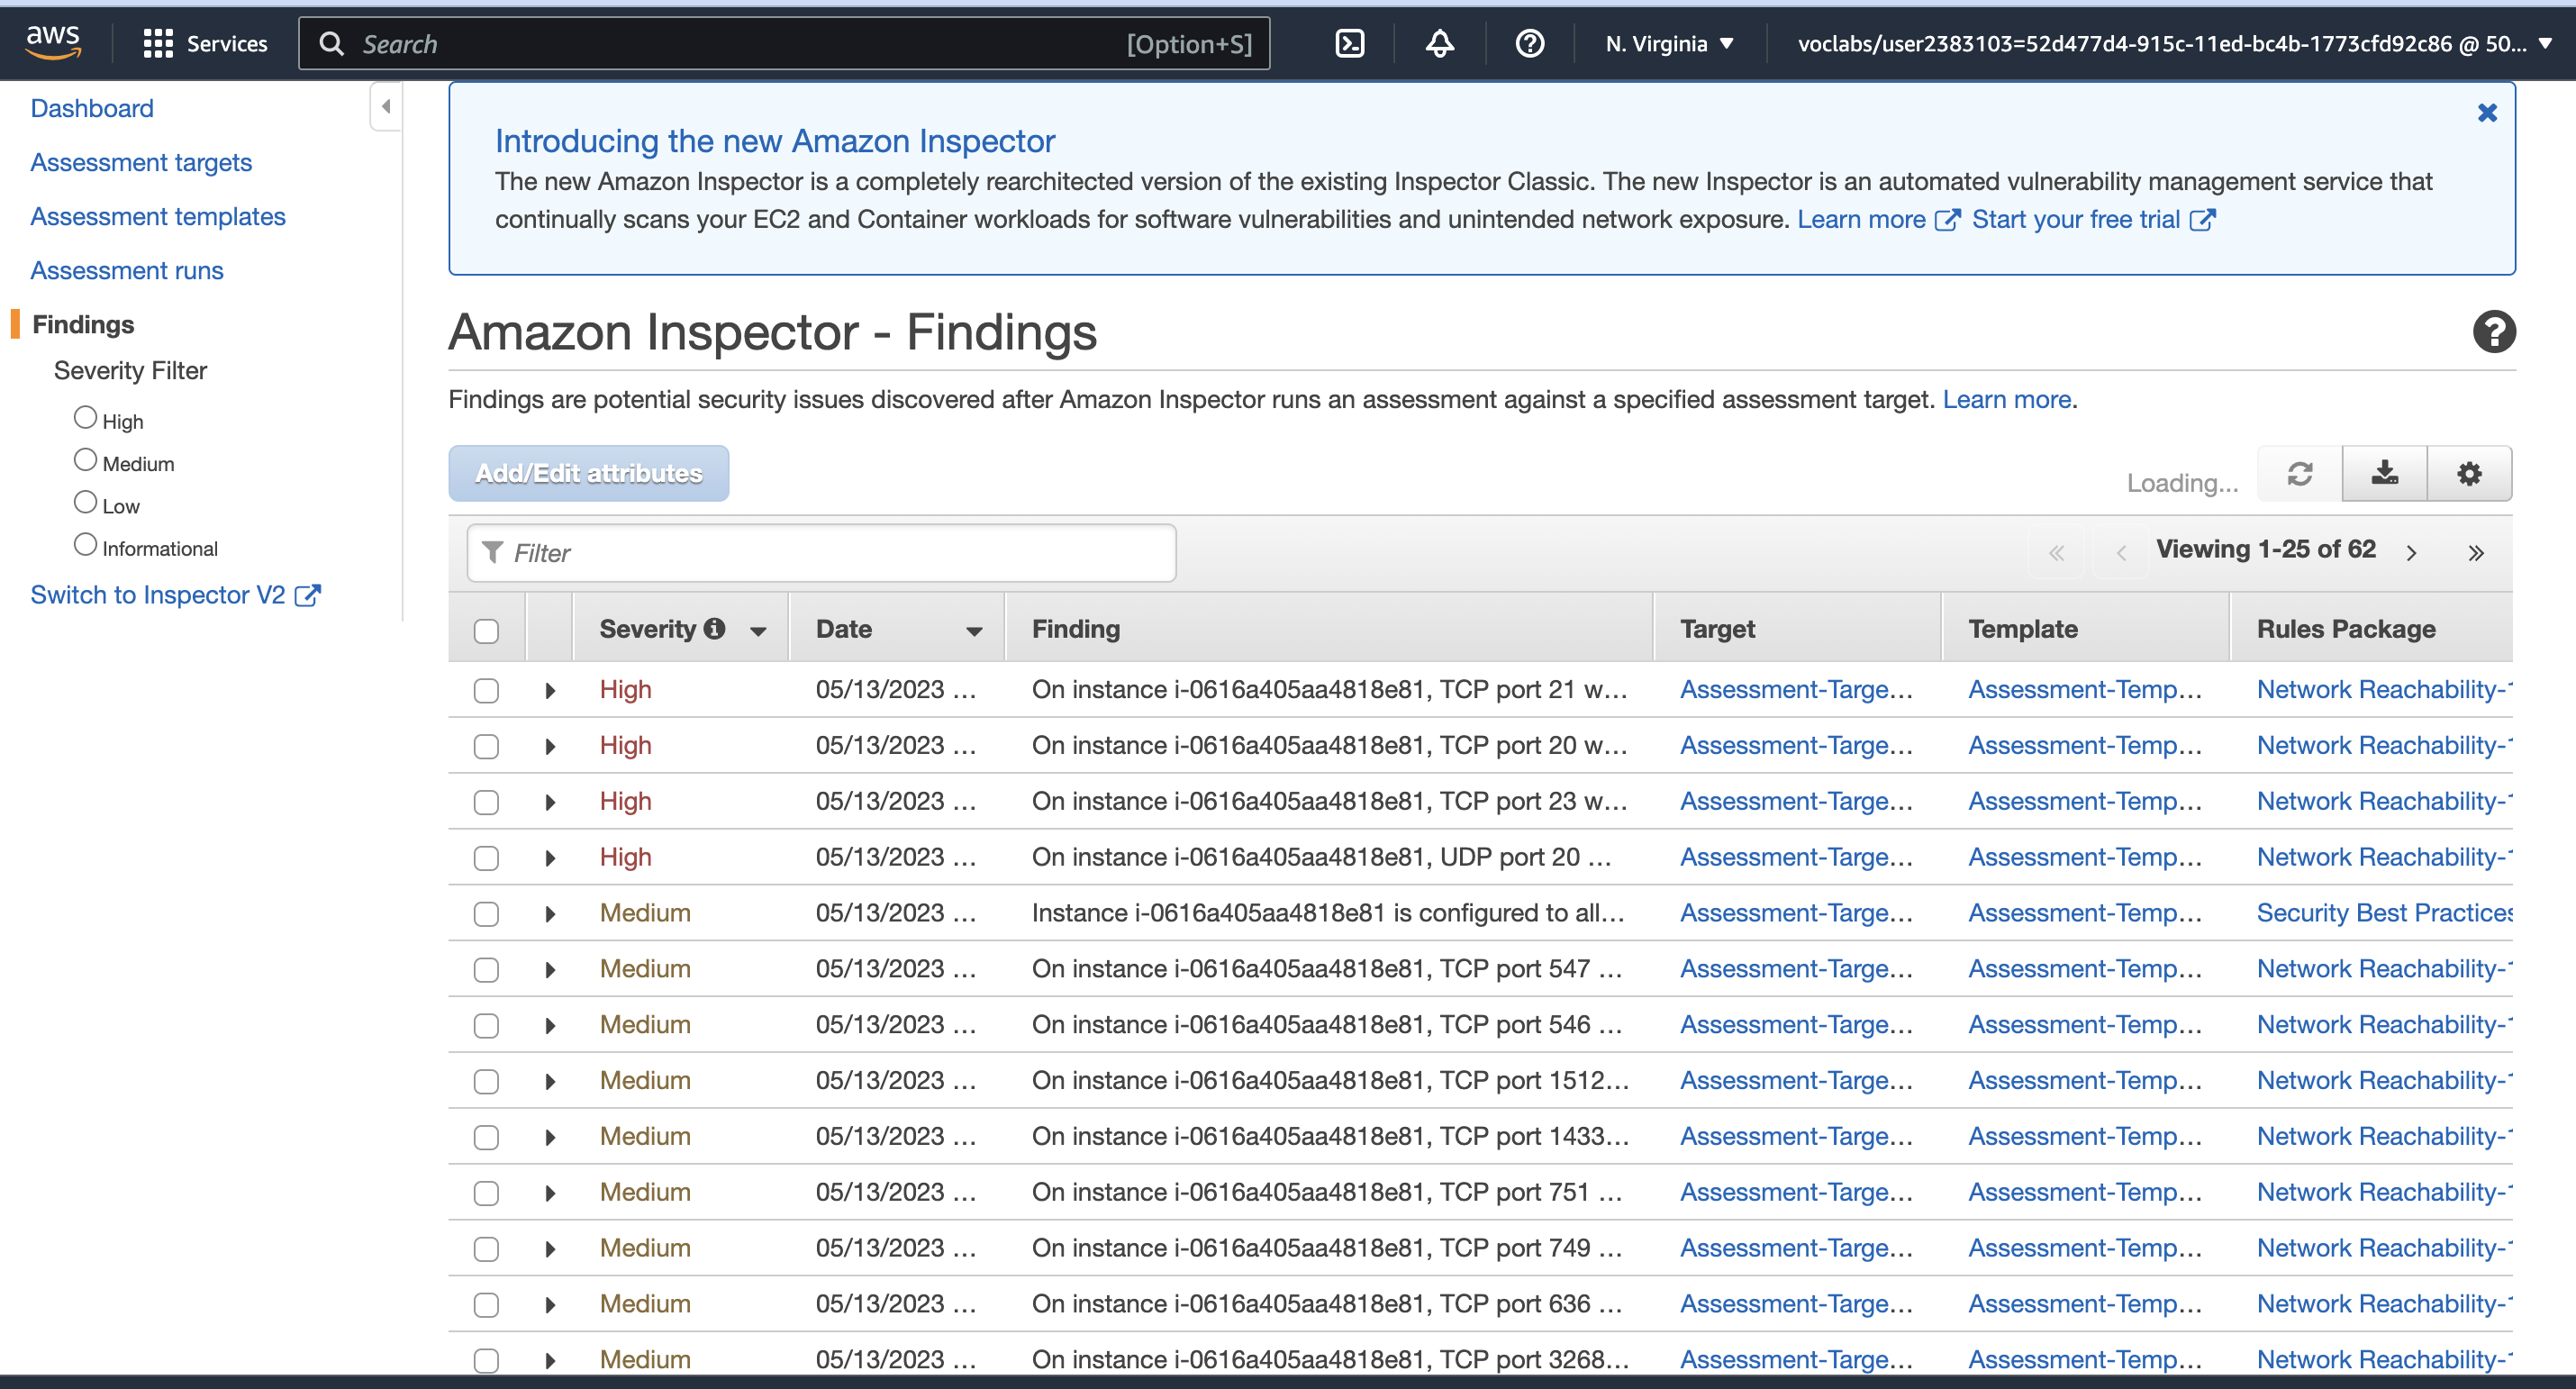 aws
Services
Search [Option+S]
N. Virginia
voclabs/user2383103=52d477d4-915c-11ed-bc4b-1773cfd92c86 @ 50...
Dashboard
Assessment targets
Assessment templates
Assessment runs
Findings
Severity Filter
High
Medium
Low
Informational
Switch to Inspector V2
Introducing the new Amazon Inspector
The new Amazon Inspector is a completely rearchitected version of the existing Inspector Classic. The new Inspector is an automated vulnerability management service that
continually scans your EC2 and Container workloads for software vulnerabilities and unintended network exposure. Learn more Start your free trial
Amazon Inspector - Findings
Findings are potential security issues discovered after Amazon Inspector runs an assessment against a specified assessment target. Learn more.
Add/Edit attributes
Loading...
Filter
Viewing 1-25 of 62
Severity Date Finding Target Template Rules Package
High 05/13/2023 ... On instance i-0616a405aa4818e81, TCP port 21 w... Assessment-Targe... Assessment-Temp... Network Reachability-1
High 05/13/2023 ... On instance i-0616a405aa4818e81, TCP port 20 w... Assessment-Targe... Assessment-Temp... Network Reachability-1
High 05/13/2023 ... On instance i-0616a405aa4818e81, TCP port 23 w... Assessment-Targe... Assessment-Temp... Network Reachability-1
High 05/13/2023 ... On instance i-0616a405aa4818e81, UDP port 20 ... Assessment-Targe... Assessment-Temp... Network Reachability-1
Medium 05/13/2023 ... Instance i-0616a405aa4818e81 is configured to all... Assessment-Targe... Assessment-Temp... Security Best Practices
Medium 05/13/2023 ... On instance i-0616a405aa4818e81, TCP port 547 ... Assessment-Targe... Assessment-Temp... Network Reachability-1
Medium 05/13/2023 ... On instance i-0616a405aa4818e81, TCP port 546 ... Assessment-Targe... Assessment-Temp... Network Reachability-1
Medium 05/13/2023 ... On instance i-0616a405aa4818e81, TCP port 1512... Assessment-Targe... Assessment-Temp... Network Reachability-1
Medium 05/13/2023 ... On instance i-0616a405aa4818e81, TCP port 1433... Assessment-Targe... Assessment-Temp... Network Reachability-1
Medium 05/13/2023 ... On instance i-0616a405aa4818e81, TCP port 751 ... Assessment-Targe... Assessment-Temp... Network Reachability-1
Medium 05/13/2023 ... On instance i-0616a405aa4818e81, TCP port 749 ... Assessment-Targe... Assessment-Temp... Network Reachability-1
Medium 05/13/2023 ... On instance i-0616a405aa4818e81, TCP port 636 ... Assessment-Targe... Assessment-Temp... Network Reachability-1
Medium 05/13/2023 ... On instance i-0616a405aa4818e81, TCP port 3268... Assessment-Targe... Assessment-Temp... Network Reachability-1